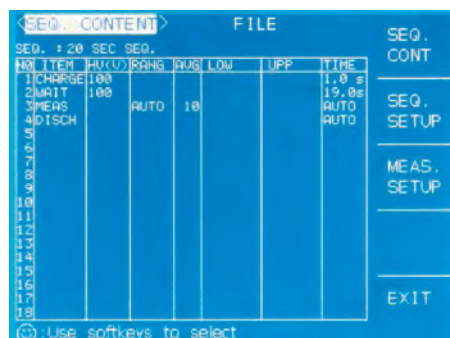 <SEQ. CONTENT> FILE
SEQ. :20 SEC SEQ.
NO ITEM HV(V) RANG AVG LOW UPP TIME
1 CHARGE 100 1.0 s
2 WAIT 100 19.0s
3 MEAS AUTO 10 AUTO
4 DISCH AUTO
5
6
7
8
9
10
11
12
13
14
15
16
17
18
:Use softkeys to select
SEQ.
CONT
SEQ.
SETUP
MEAS.
SETUP
EXIT